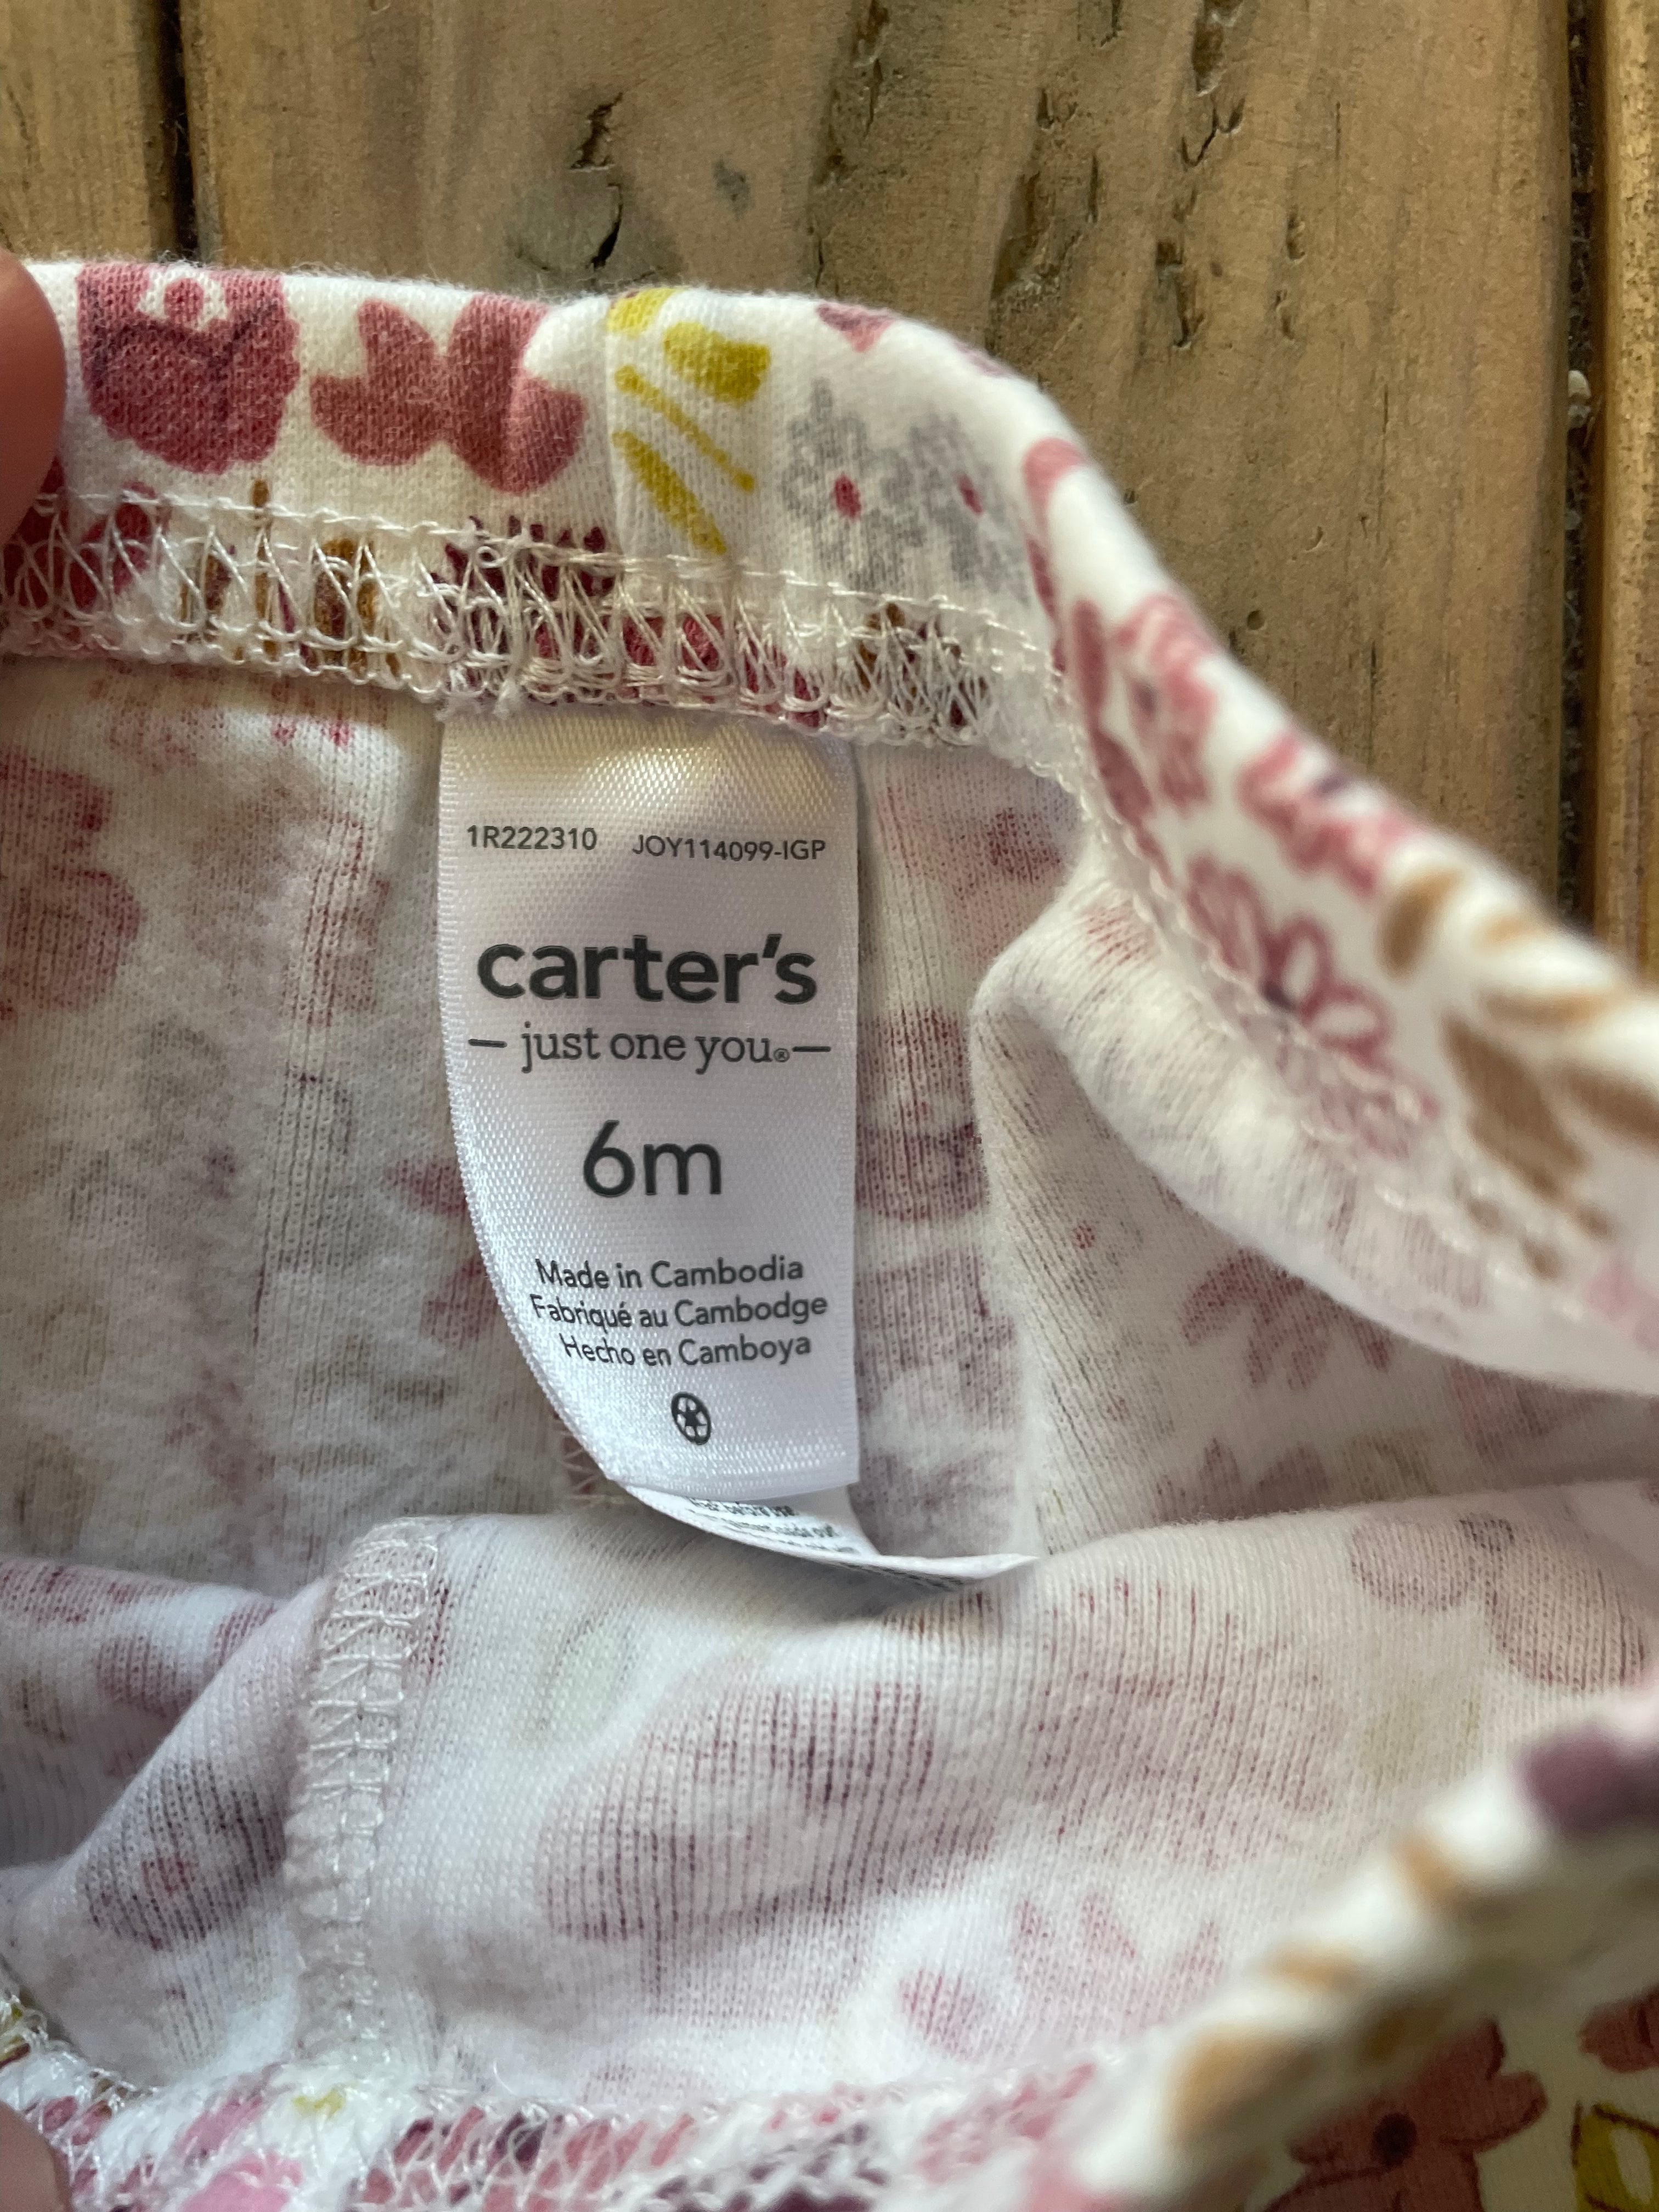 1R222310 JOY114099-IGP
carter's
just one you®
6m
Made in Cambodia
Fabriqué au Cambodge
Hecho en Camboya